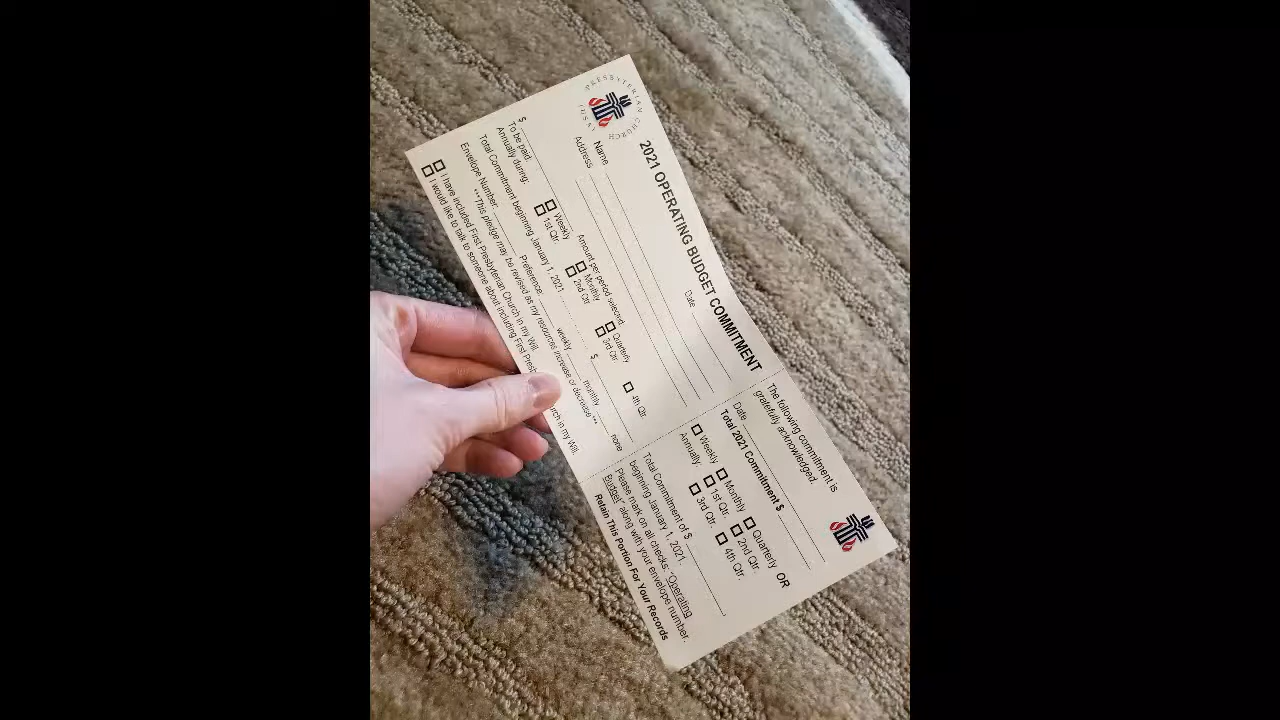 PRESBYTERIAN CHURCH (USA)
2021 OPERATING BUDGET COMMITMENT
Date
Name
Address
Amount per period selected:
$
To be paid: Weekly Monthly Quarterly
Annually during: 1st Qtr. 2nd Qtr. 3rd Qtr. 4th Qtr.
Total Commitment beginning January 1, 2021 $
Envelope Number: Preference: weekly monthly none
***This pledge may be revised as my resources increase or decrease***
I have included First Presbyterian Church in my Will.
I would like to talk to someone about including First Church in my Will.
The following commitment is
gratefully acknowledged.
Date
Total 2021 Commitment $
Weekly Monthly Quarterly OR
Annually: 1st Qtr. 2nd Qtr.
3rd Qtr. 4th Qtr.
Total Commitment of $
beginning January 1, 2021.
Please mark on all checks: "Operating
Budget" along with your envelope number.
Retain This Portion For Your Records